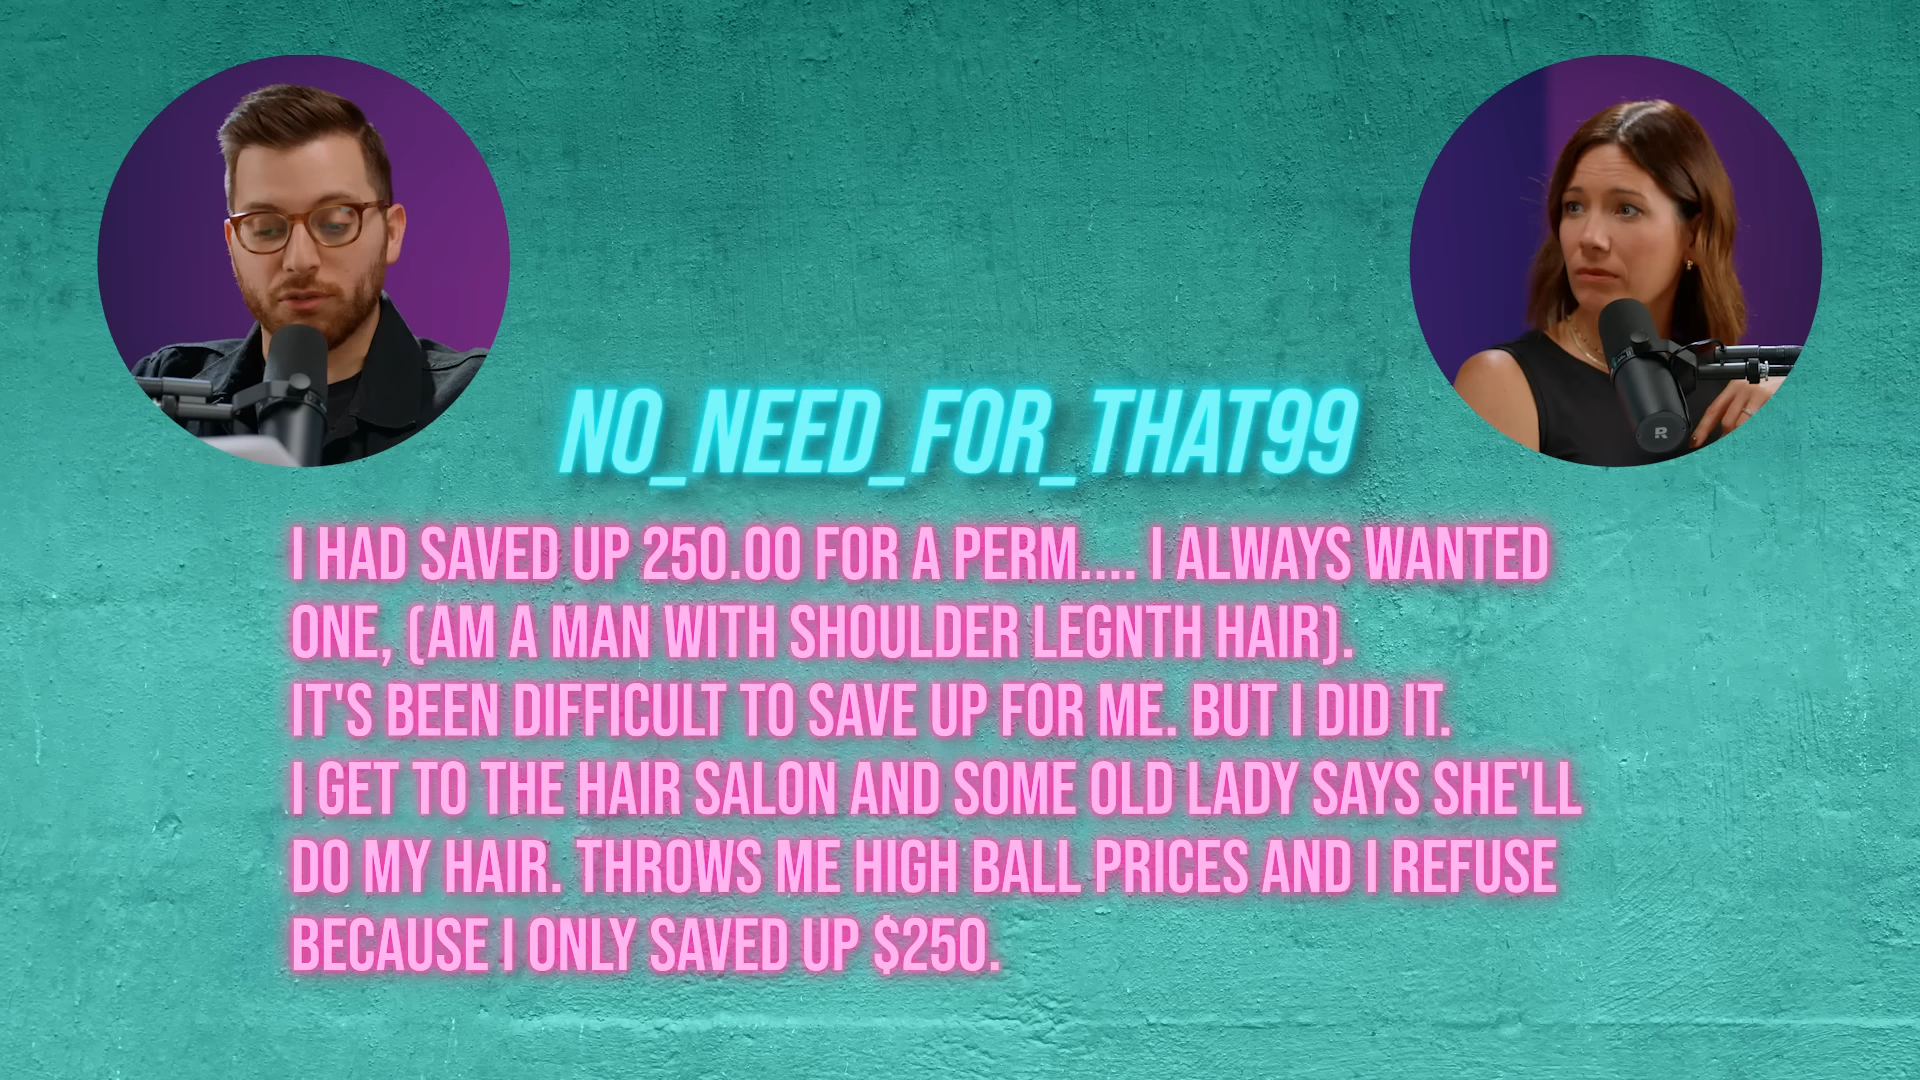 NO_NEED_FOR_THAT99
I HAD SAVED UP 250.00 FOR A PERM.... I ALWAYS WANTED
ONE, (AM A MAN WITH SHOULDER LEGNTH HAIR).
IT'S BEEN DIFFICULT TO SAVE UP FOR ME. BUT I DID IT.
I GET TO THE HAIR SALON AND SOME OLD LADY SAYS SHE'LL
DO MY HAIR. THROWS ME HIGH BALL PRICES AND I REFUSE
BECAUSE I ONLY SAVED UP $250.
R